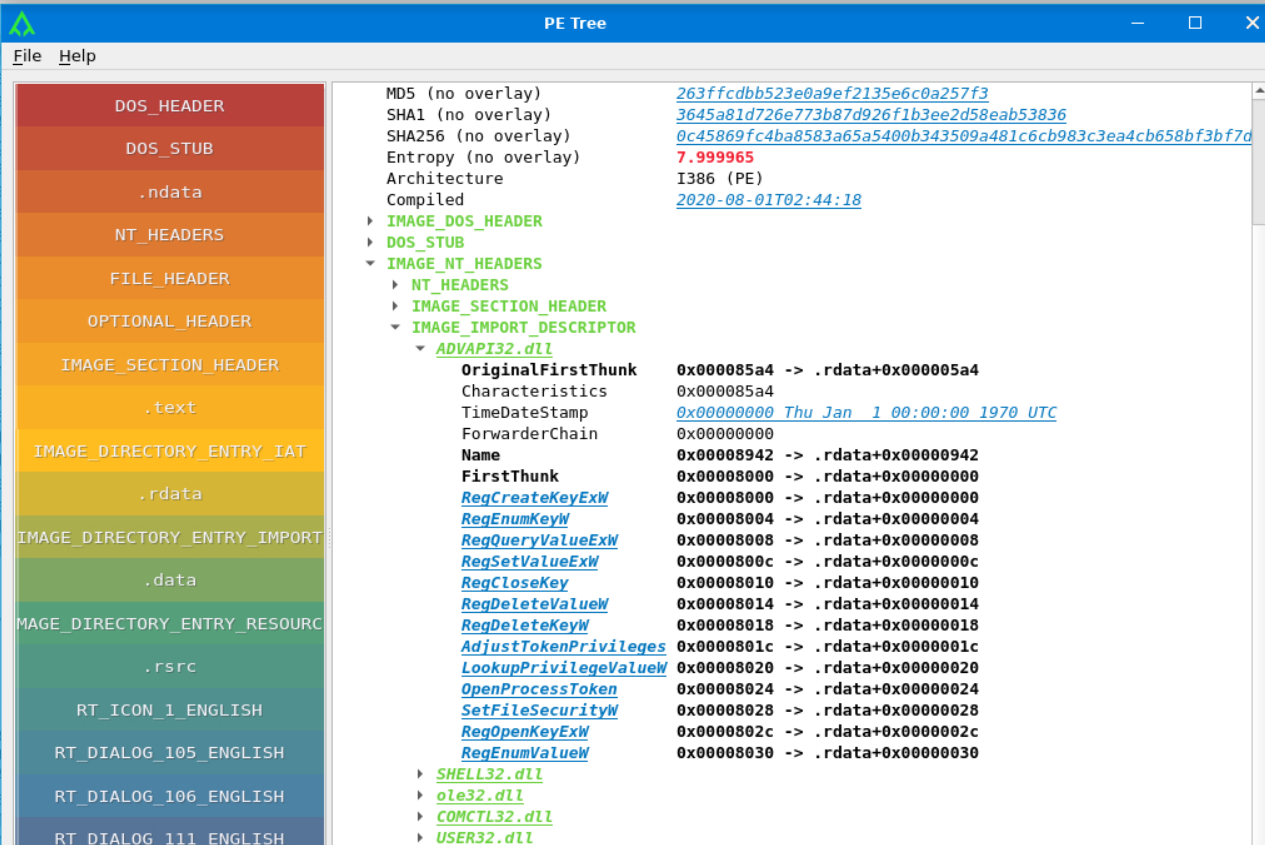 PE Tree
File Help
DOS_HEADER
DOS_STUB
.ndata
NT_HEADERS
FILE_HEADER
OPTIONAL_HEADER
IMAGE_SECTION_HEADER
.text
IMAGE_DIRECTORY_ENTRY_IAT
.rdata
IMAGE_DIRECTORY_ENTRY_IMPORT
.data
MAGE_DIRECTORY_ENTRY_RESOURC
.rsrc
RT_ICON_1_ENGLISH
RT_DIALOG_105_ENGLISH
RT_DIALOG_106_ENGLISH
RT_DIALOG_111_ENGLISH
MD5 (no overlay) 263ffcdbb523e0a9ef2135e6c0a257f3
SHA1 (no overlay) 3645a81d726e773b87d926f1b3ee2d58eab53836
SHA256 (no overlay) 0c45869fc4ba8583a65a5400b343509a481c6cb983c3ea4cb658bf3bf7d
Entropy (no overlay) 7.999965
Architecture I386 (PE)
Compiled 2020-08-01T02:44:18
IMAGE_DOS_HEADER
DOS_STUB
IMAGE_NT_HEADERS
NT_HEADERS
IMAGE_SECTION_HEADER
IMAGE_IMPORT_DESCRIPTOR
ADVAPI32.dll
OriginalFirstThunk 0x000085a4 -> .rdata+0x000005a4
Characteristics 0x000085a4
TimeDateStamp 0x00000000 Thu Jan  1 00:00:00 1970 UTC
ForwarderChain 0x00000000
Name 0x00008942 -> .rdata+0x00000942
FirstThunk 0x00008000 -> .rdata+0x00000000
RegCreateKeyExW 0x00008000 -> .rdata+0x00000000
RegEnumKeyW 0x00008004 -> .rdata+0x00000004
RegQueryValueExW 0x00008008 -> .rdata+0x00000008
RegSetValueExW 0x0000800c -> .rdata+0x0000000c
RegCloseKey 0x00008010 -> .rdata+0x00000010
RegDeleteValueW 0x00008014 -> .rdata+0x00000014
RegDeleteKeyW 0x00008018 -> .rdata+0x00000018
AdjustTokenPrivileges 0x0000801c -> .rdata+0x0000001c
LookupPrivilegeValueW 0x00008020 -> .rdata+0x00000020
OpenProcessToken 0x00008024 -> .rdata+0x00000024
SetFileSecurityW 0x00008028 -> .rdata+0x00000028
RegOpenKeyExW 0x0000802c -> .rdata+0x0000002c
RegEnumValueW 0x00008030 -> .rdata+0x00000030
SHELL32.dll
ole32.dll
COMCTL32.dll
USER32.dll